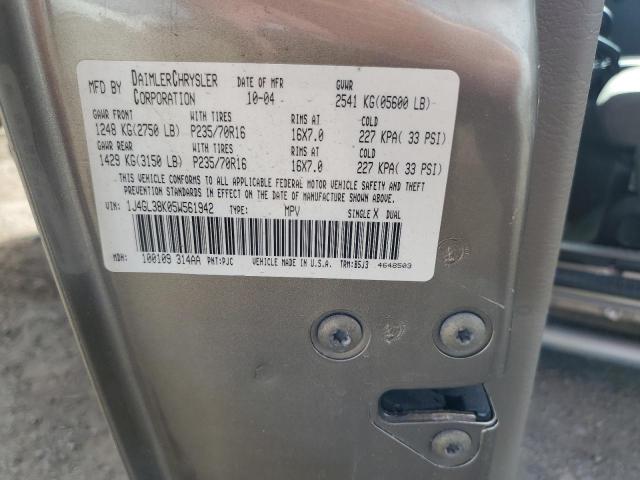 MFD BY DAIMLERCHRYSLER CORPORATION DATE OF MFR 10-04 GVWR 2541 KG(05600 LB)
GAWR FRONT WITH TIRES RIMS AT COLD
1248 KG(2750 LB) P235/70R16 16X7.0 227 KPA( 33 PSI)
GAWR REAR WITH TIRES RIMS AT COLD
1429 KG(3150 LB) P235/70R16 16X7.0 227 KPA( 33 PSI)
THIS VEHICLE CONFORMS TO ALL APPLICABLE FEDERAL MOTOR VEHICLE SAFETY AND THEFT
PREVENTION STANDARDS IN EFFECT ON THE DATE OF MANUFACTURE SHOWN ABOVE.
VIN: 1J4GL38K05W561942 TYPE: MPV SINGLE X DUAL
MDH: 100109 314AA PNT:PJC VEHICLE MADE IN U.S.A. TRM:B5J3 4648503